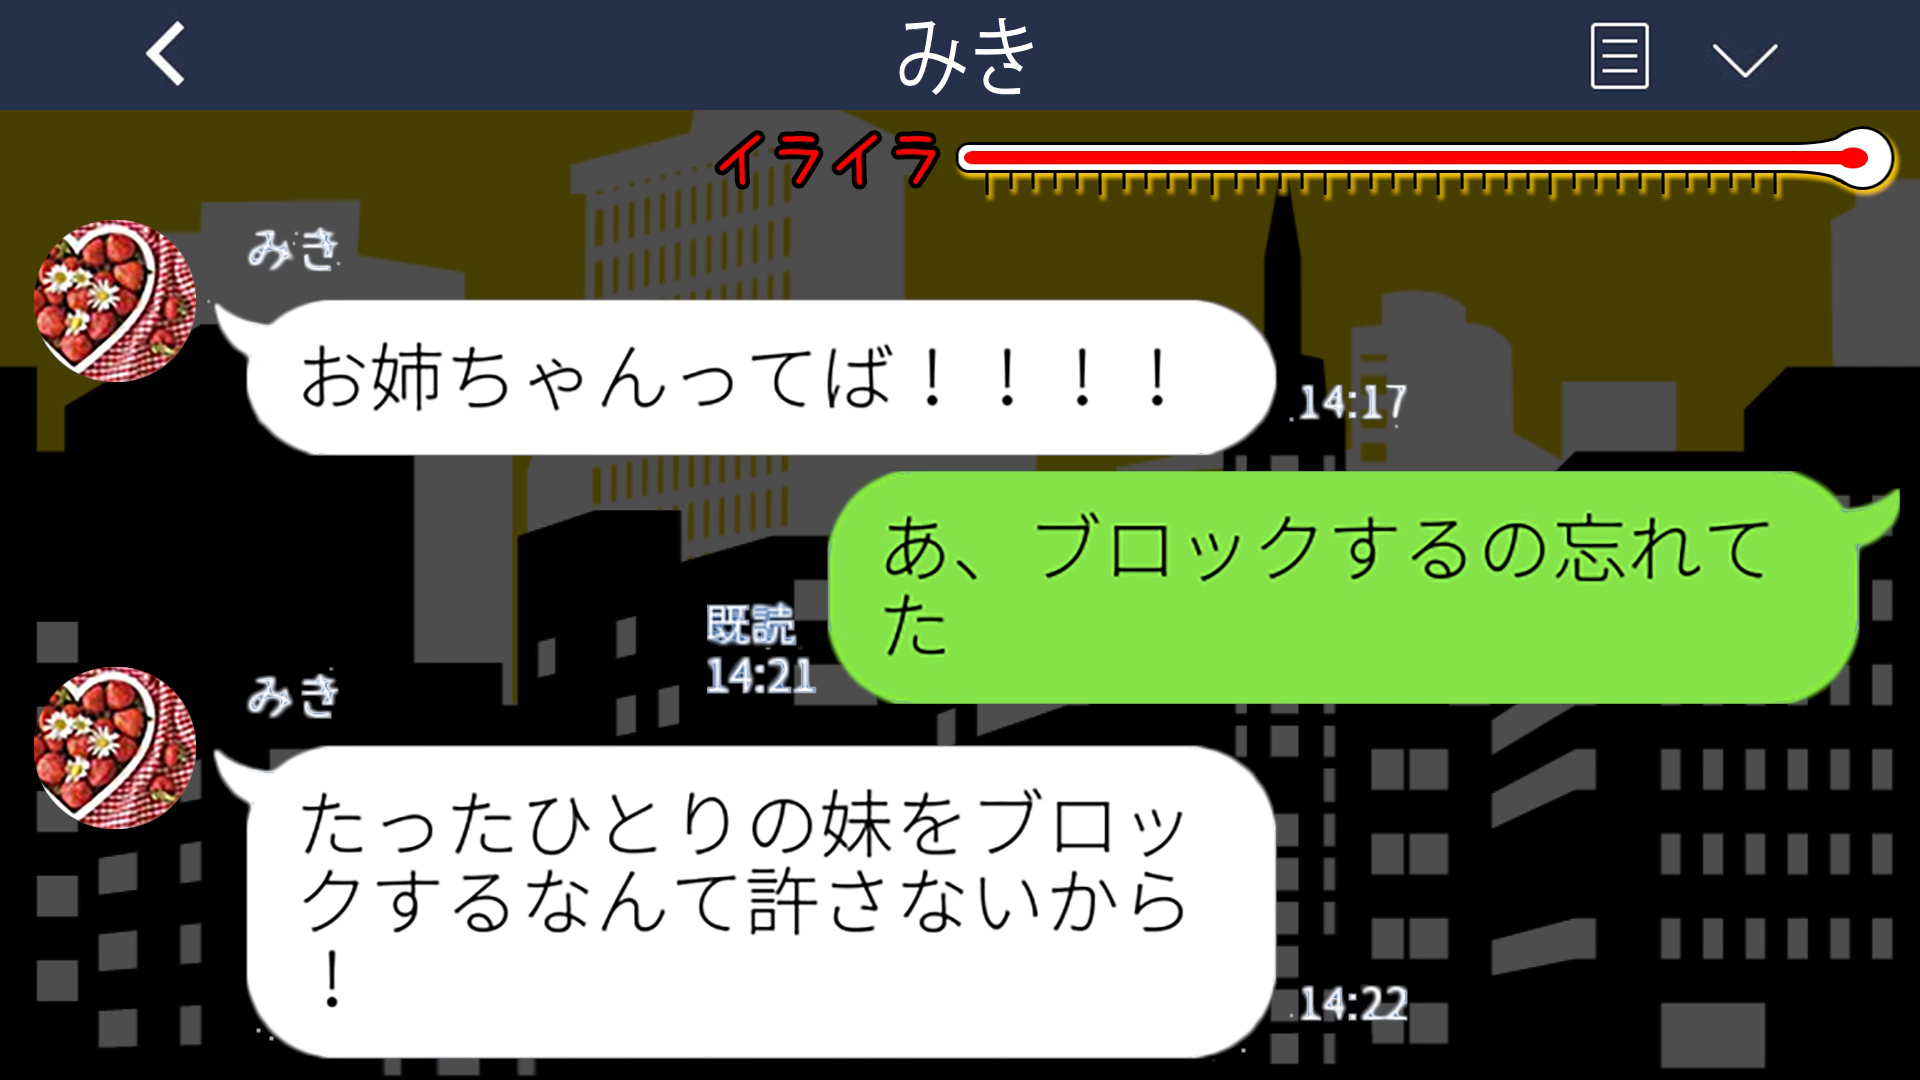 みき
イライラ
みき
お姉ちゃんってば！！！！
14:17
あ、ブロックするの忘れて
た
既読
14:21
みき
たったひとりの妹をブロッ
クするなんて許さないから
！
14:22